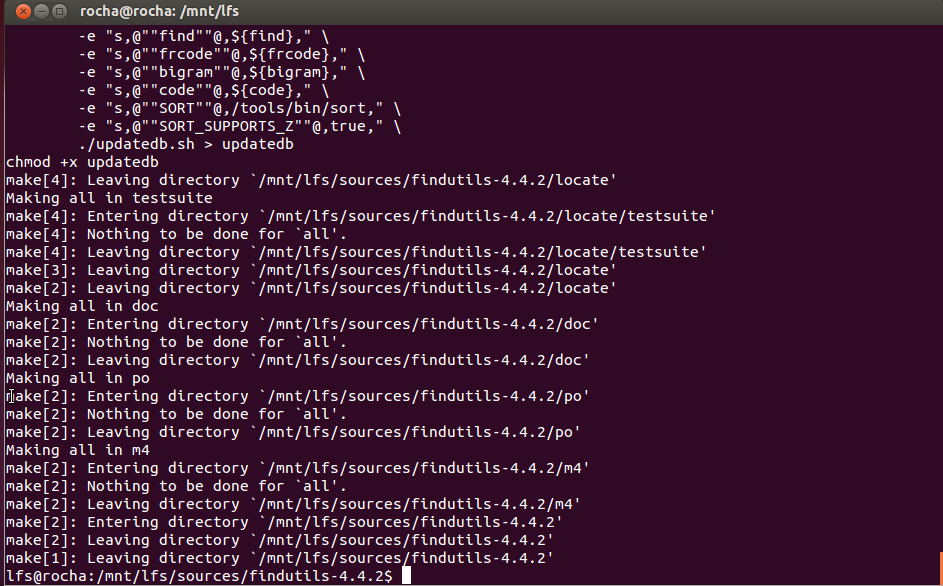 rocha@rocha: /mnt/lfs
-e "s,@""find""@,${find}," \
-e "s,@""frcode""@,${frcode}," \
-e "s,@""bigram""@,${bigram}," \
-e "s,@""code""@,${code}," \
-e "s,@""SORT""@,/tools/bin/sort," \
-e "s,@""SORT_SUPPORTS_Z""@,true," \
./updatedb.sh > updatedb
chmod +x updatedb
make[4]: Leaving directory `/mnt/lfs/sources/findutils-4.4.2/locate'
Making all in testsuite
make[4]: Entering directory `/mnt/lfs/sources/findutils-4.4.2/locate/testsuite'
make[4]: Nothing to be done for `all'.
make[4]: Leaving directory `/mnt/lfs/sources/findutils-4.4.2/locate/testsuite'
make[3]: Leaving directory `/mnt/lfs/sources/findutils-4.4.2/locate'
make[2]: Leaving directory `/mnt/lfs/sources/findutils-4.4.2/locate'
Making all in doc
make[2]: Entering directory `/mnt/lfs/sources/findutils-4.4.2/doc'
make[2]: Nothing to be done for `all'.
make[2]: Leaving directory `/mnt/lfs/sources/findutils-4.4.2/doc'
Making all in po
make[2]: Entering directory `/mnt/lfs/sources/findutils-4.4.2/po'
make[2]: Nothing to be done for `all'.
make[2]: Leaving directory `/mnt/lfs/sources/findutils-4.4.2/po'
Making all in m4
make[2]: Entering directory `/mnt/lfs/sources/findutils-4.4.2/m4'
make[2]: Nothing to be done for `all'.
make[2]: Leaving directory `/mnt/lfs/sources/findutils-4.4.2/m4'
make[2]: Entering directory `/mnt/lfs/sources/findutils-4.4.2'
make[2]: Leaving directory `/mnt/lfs/sources/findutils-4.4.2'
make[1]: Leaving directory `/mnt/lfs/sources/findutils-4.4.2'
lfs@rocha:/mnt/lfs/sources/findutils-4.4.2$